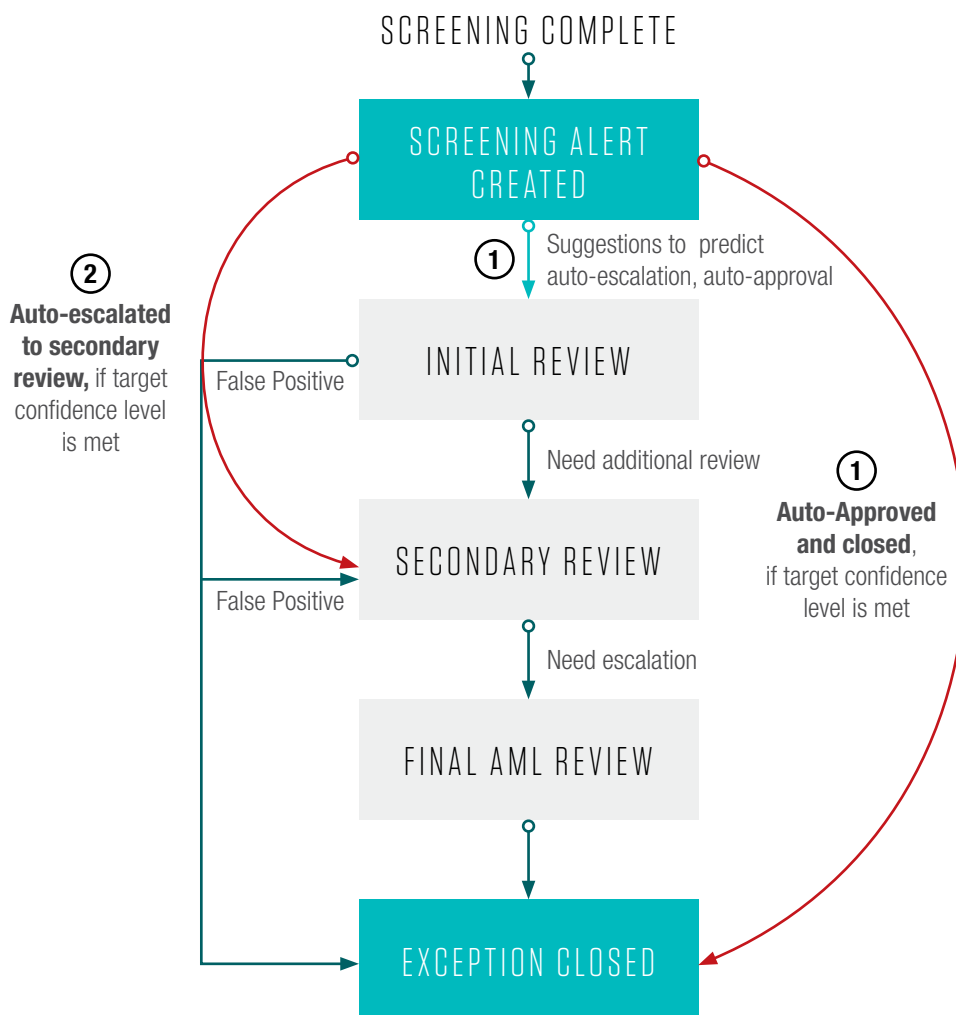 SCREENING COMPLETE
SCREENING ALERT
CREATED
1
Suggestions to predict
auto-escalation, auto-approval
2
Auto-escalated
to secondary
review, if target
confidence level
is met
INITIAL REVIEW
False Positive
Need additional review
1
Auto-Approved
and closed,
if target confidence
level is met
SECONDARY REVIEW
False Positive
Need escalation
FINAL AML REVIEW
EXCEPTION CLOSED